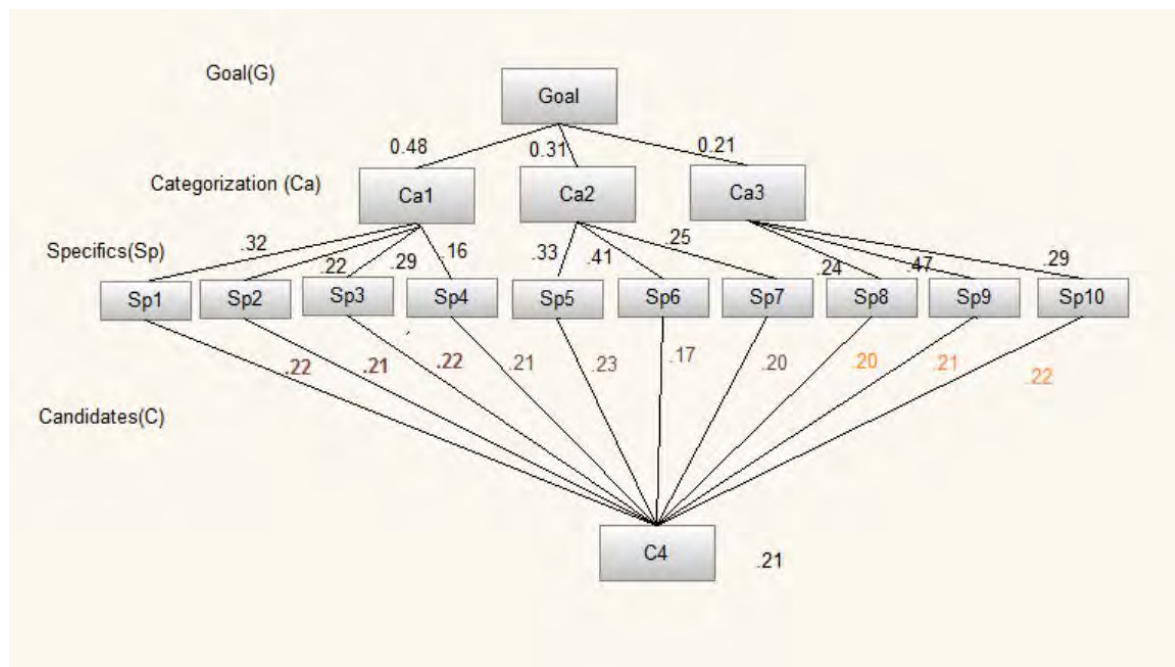 Goal(G)
Goal
0.48
0.31
0.21
Categorization (Ca)
Ca1
Ca2
Ca3
Specifics(Sp)
.32
.22
.29
.16
.33
.41
.25
.24
.47
.29
Sp1
Sp2
Sp3
Sp4
Sp5
Sp6
Sp7
Sp8
Sp9
Sp10
.22
.21
.22
.21
.23
.17
.20
.20
.21
.22
Candidates(C)
C4
.21